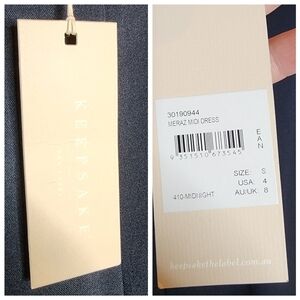 KEEPSAKE
30190944
MERAZ MIDI DRESS
EAN
9 351510 673545
SIZE: S
USA: 4
410-MIDNIGHT AU:UK: 8
keepsakethelabel.com.au